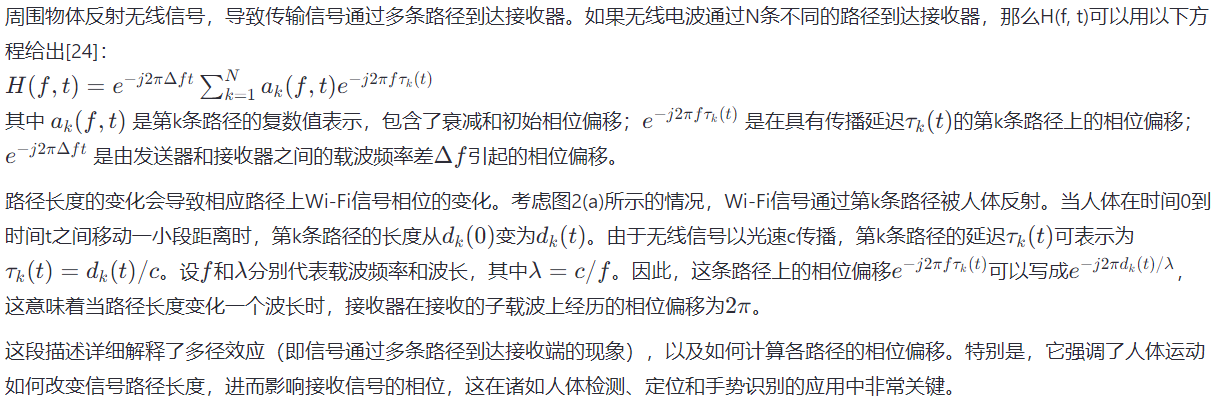 周围物体反射无线信号，导致传输信号通过多条路径到达接收器。如果无线电波通过N条不同的路径到达接收器，那么H(f, t)可以用以下方
程给出[24]：
$H(f,t) = e^{-j2\pi\Delta ft} \sum_{k=1}^{N} a_k(f,t)e^{-j2\pi f\tau_k(t)}$
其中 $a_k(f,t)$ 是第k条路径的复数值表示，包含了衰减和初始相位偏移；$e^{-j2\pi f\tau_k(t)}$ 是在具有传播延迟$\tau_k(t)$的第k条路径上的相位偏移；
$e^{-j2\pi\Delta ft}$ 是由发送器和接收器之间的载波频率差$\Delta f$引起的相位偏移。
路径长度的变化会导致相应路径上Wi-Fi信号相位的变化。考虑图2(a)所示的情况，Wi-Fi信号通过第k条路径被人体反射。当人体在时间0到
时间t之间移动一小段距离时，第k条路径的长度从$d_k(0)$变为$d_k(t)$。由于无线信号以光速c传播，第k条路径的延迟$\tau_k(t)$可表示为
$\tau_k(t) = d_k(t)/c$。设$f$和$\lambda$分别代表载波频率和波长，其中$\lambda = c/f$。因此，这条路径上的相位偏移$e^{-j2\pi f\tau_k(t)}$可以写成$e^{-j2\pi d_k(t)/\lambda}$，
这意味着当路径长度变化一个波长时，接收器在接收的子载波上经历的相位偏移为$2\pi$。
这段描述详细解释了多径效应（即信号通过多条路径到达接收端的现象），以及如何计算各路径的相位偏移。特别是，它强调了人体运动
如何改变信号路径长度，进而影响接收信号的相位，这在诸如人体检测、定位和手势识别的应用中非常关键。